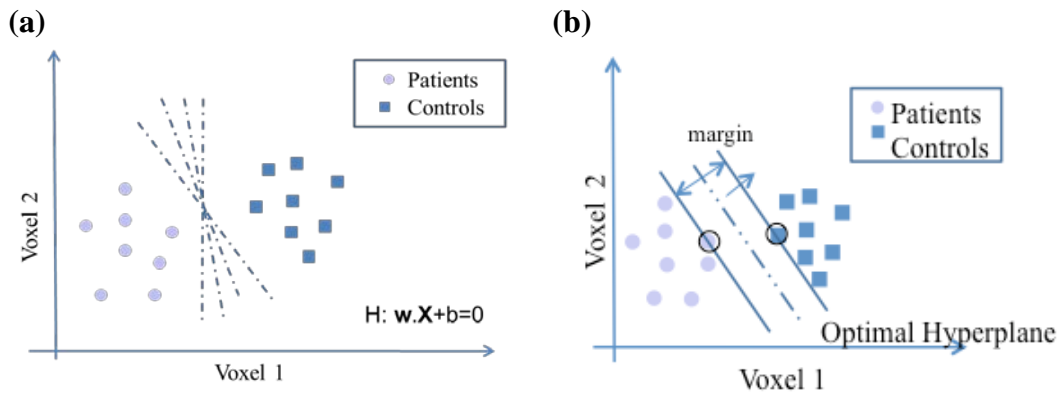 (a)
Patients
Controls
Voxel 2
H: w.X+b=0
Voxel 1
(b)
Patients
Controls
margin
Voxel 2
Optimal Hyperplane
Voxel 1